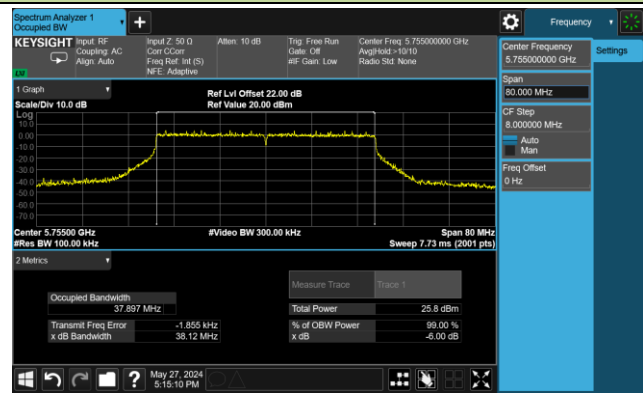 Spectrum Analyzer 1
Occupied BW
Frequency
KEYSIGHT
Input: RF
Coupling: AC
Align: Auto
Input Z: 50 Ω
Corr CCorr
Freq Ref: Int (S)
NFE: Adaptive
Atten: 10 dB
Trig: Free Run
Gate: Off
#IF Gain: Low
Center Freq: 5.755000000 GHz
Avg|Hold:>10/10
Radio Std: None
LW
Center Frequency
5.755000000 GHz
Settings
Span
80.000 MHz
CF Step
8.000000 MHz
Auto
Man
Freq Offset
0 Hz
1 Graph
Scale/Div 10.0 dB
Ref Lvl Offset 22.00 dB
Ref Value 20.00 dBm
Log
10.0
0.00
-10.0
-20.0
-30.0
-40.0
-50.0
-60.0
-70.0
Center 5.75500 GHz
#Res BW 100.00 kHz
#Video BW 300.00 kHz
Span 80 MHz
Sweep 7.73 ms (2001 pts)
2 Metrics
Measure Trace
Trace 1
Occupied Bandwidth
37.897 MHz
Total Power
25.8 dBm
Transmit Freq Error
-1.855 kHz
% of OBW Power
99.00 %
x dB Bandwidth
38.12 MHz
x dB
-6.00 dB
May 27, 2024
5:15:10 PM